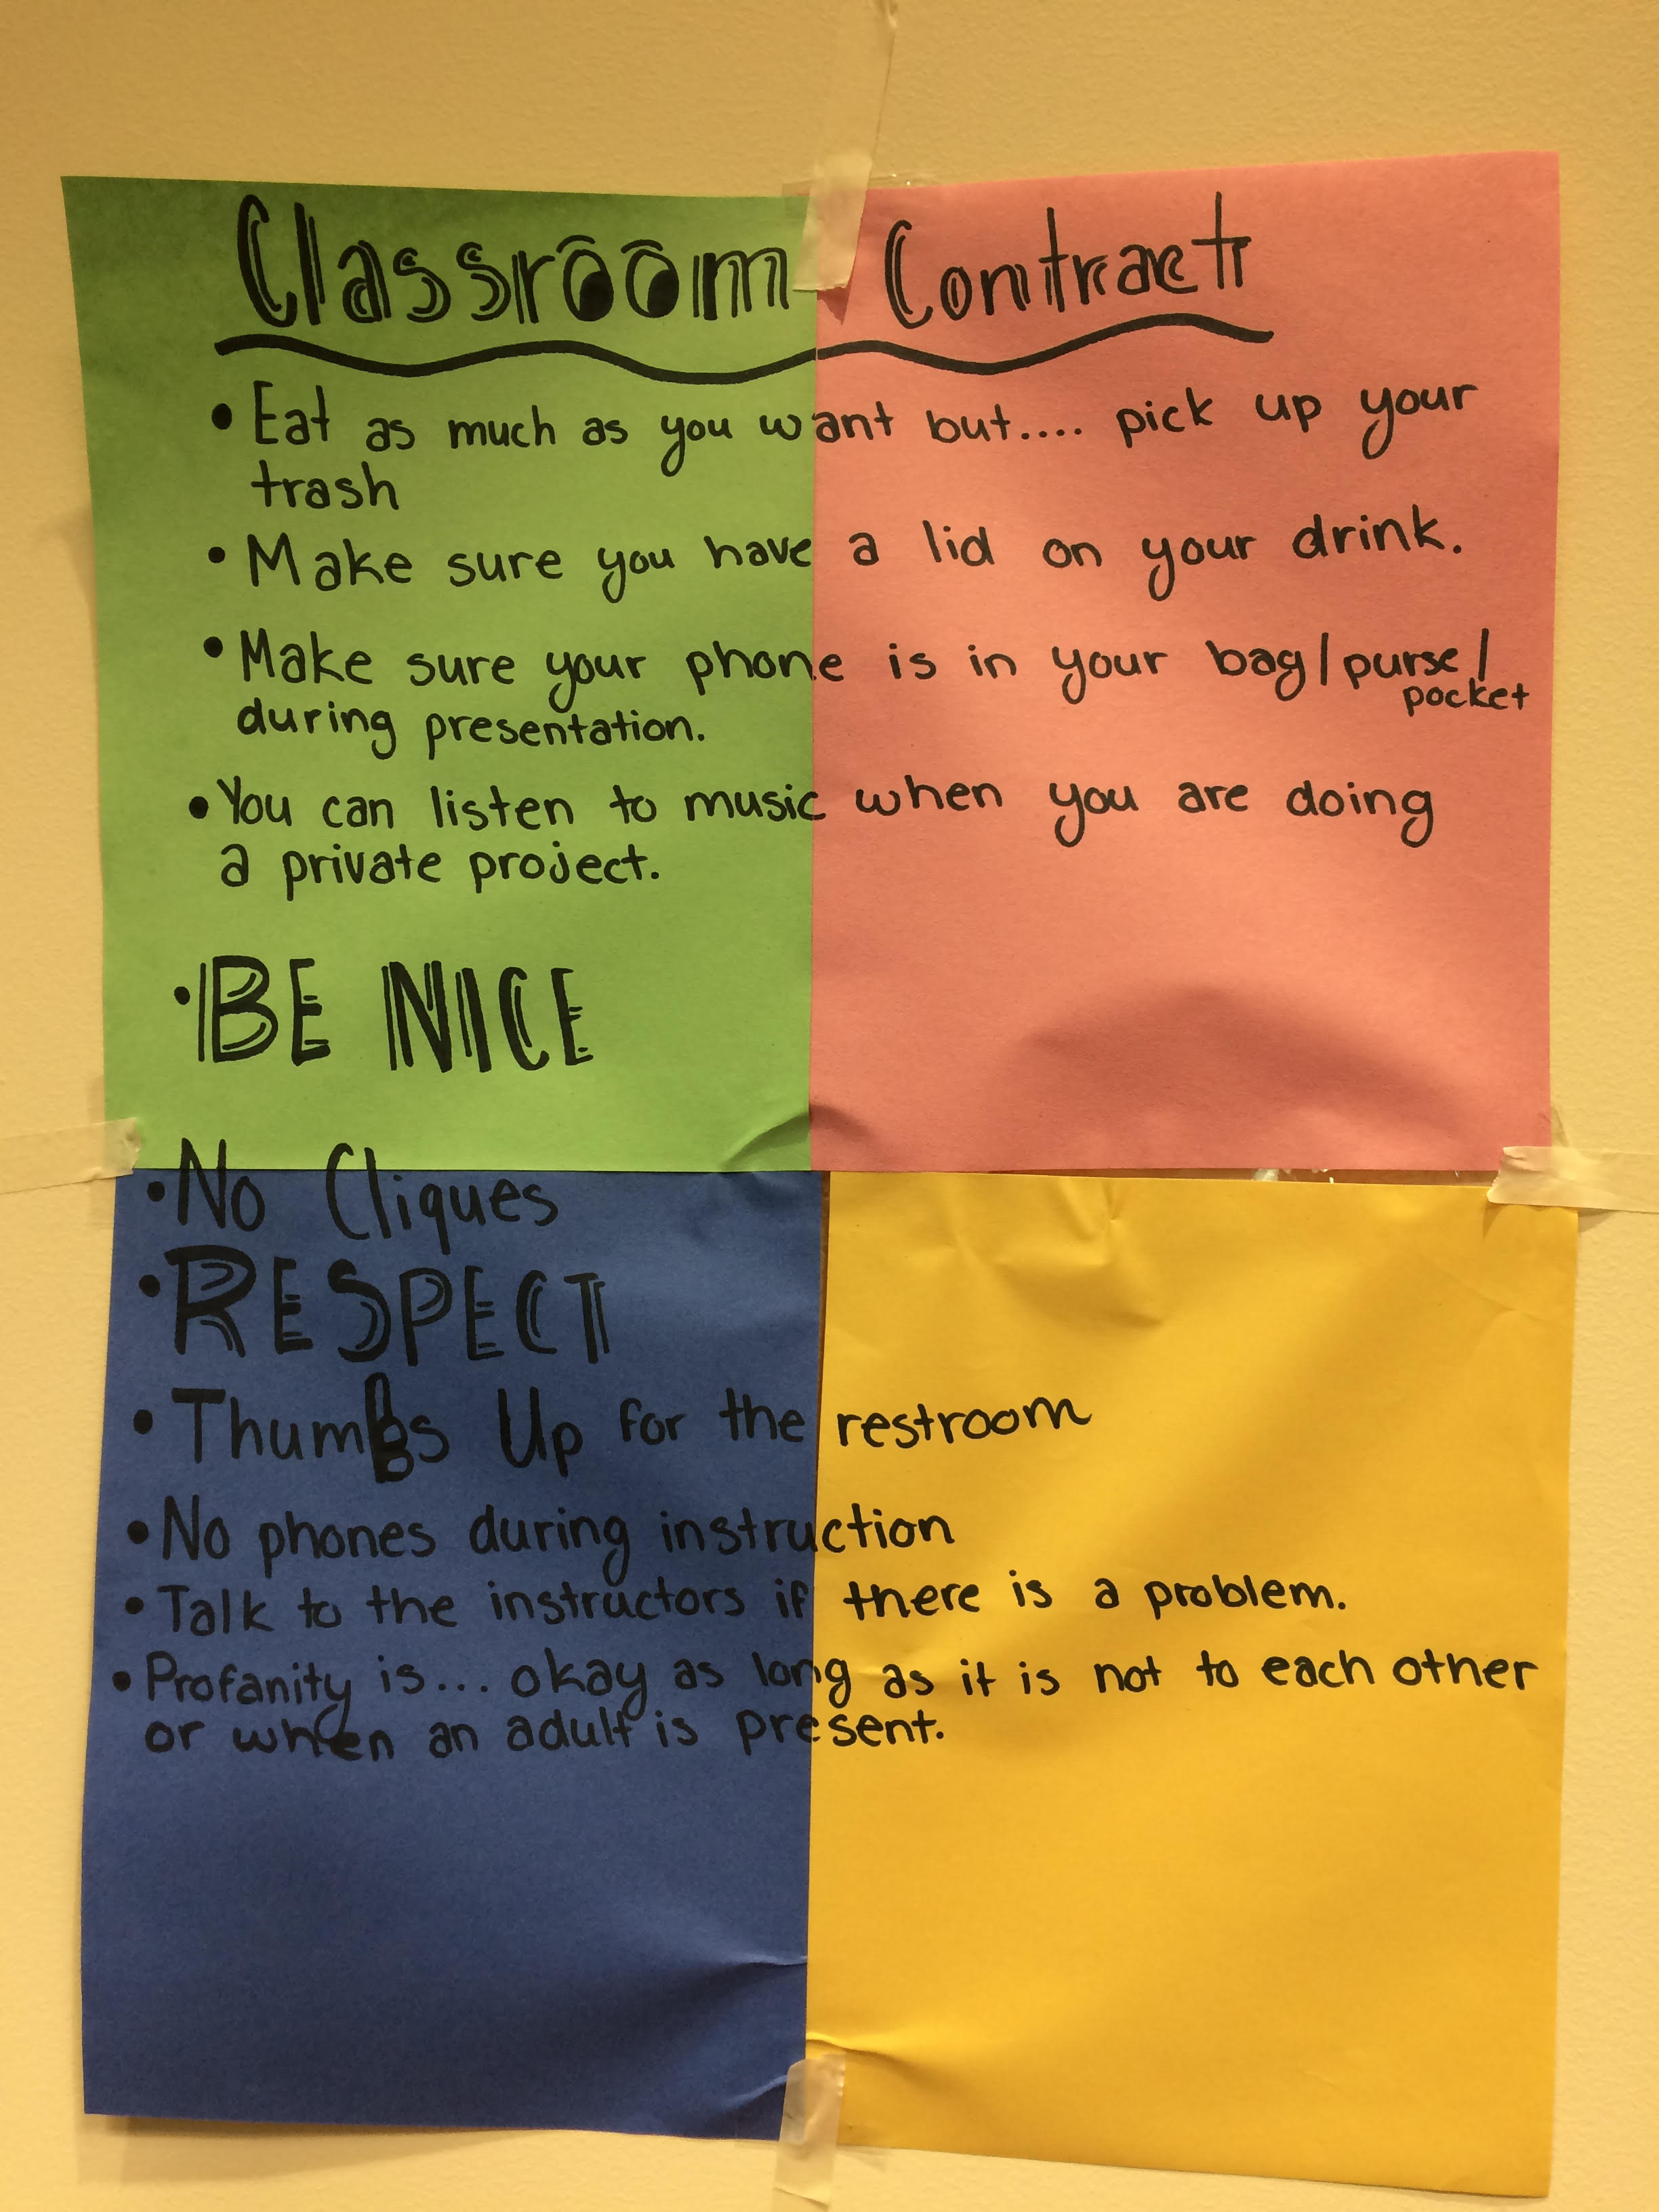 Classroom Contract
• Eat as much as you want but.... pick up your
trash
• Make sure you have a lid on your drink.
• Make sure your phone is in your bag/purse/
pocket
during presentation.
• You can listen to music when you are doing
a private project.
• BE NICE
• No Cliques
• RESPECT
• Thumbs Up for the restroom
• No phones during instruction
• Talk to the instructors if there is a problem.
• Profanity is... okay as long as it is not to each other
or when an adult is present.